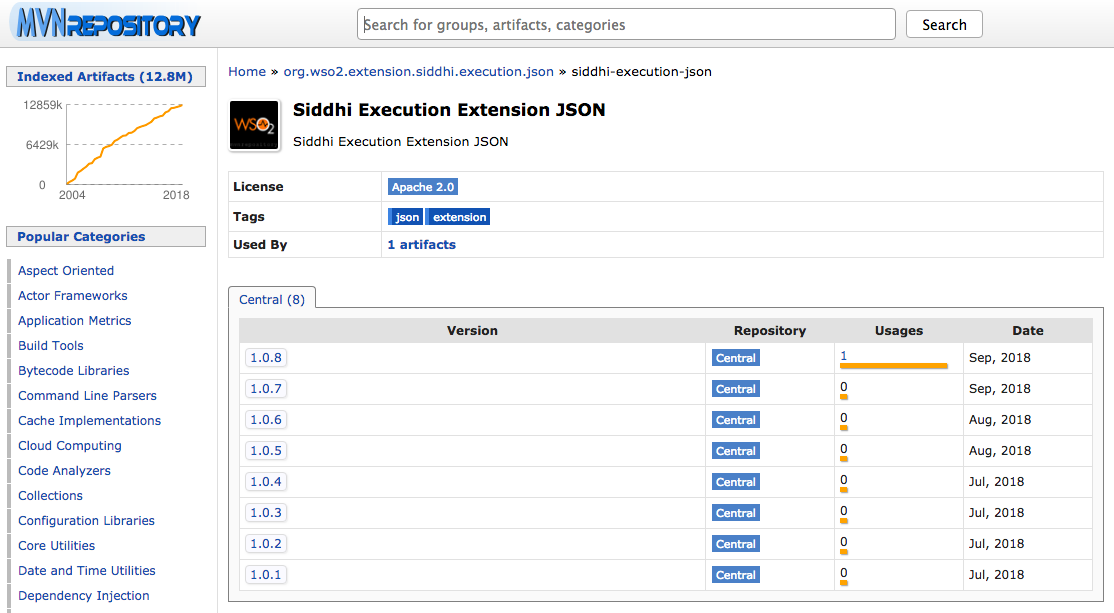 MVNREPOSITORY
Search for groups, artifacts, categories
Search
Indexed Artifacts (12.8M)
12859k
6429k
0
2004 2018
Popular Categories
Aspect Oriented
Actor Frameworks
Application Metrics
Build Tools
Bytecode Libraries
Command Line Parsers
Cache Implementations
Cloud Computing
Code Analyzers
Collections
Configuration Libraries
Core Utilities
Date and Time Utilities
Dependency Injection
Home » org.wso2.extension.siddhi.execution.json » siddhi-execution-json
WSO2
Siddhi Execution Extension JSON
Siddhi Execution Extension JSON
License Apache 2.0
Tags json extension
Used By 1 artifacts
Central (8)
Version Repository Usages Date
1.0.8 Central 1 Sep, 2018
1.0.7 Central 0 Sep, 2018
1.0.6 Central 0 Aug, 2018
1.0.5 Central 0 Aug, 2018
1.0.4 Central 0 Jul, 2018
1.0.3 Central 0 Jul, 2018
1.0.2 Central 0 Jul, 2018
1.0.1 Central 0 Jul, 2018